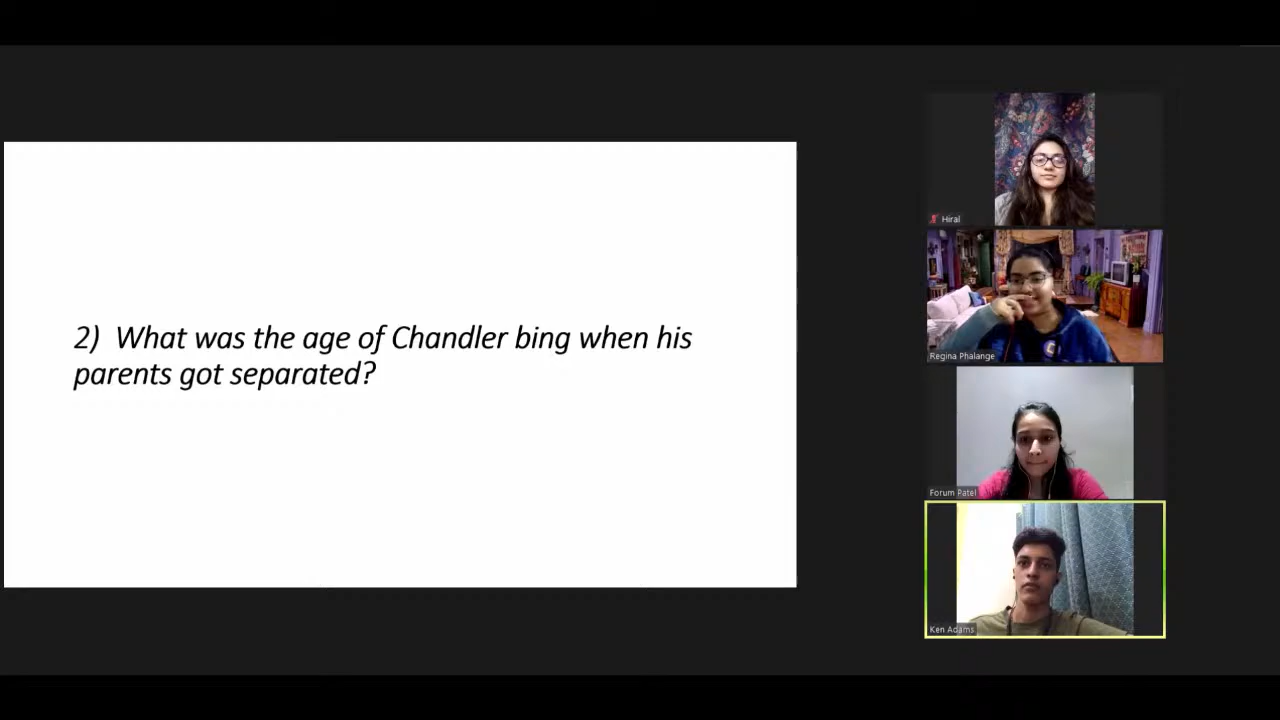 2) What was the age of Chandler bing when his
parents got separated?
Hiral
Regina Phalange
Forum Patel
Ken Adams